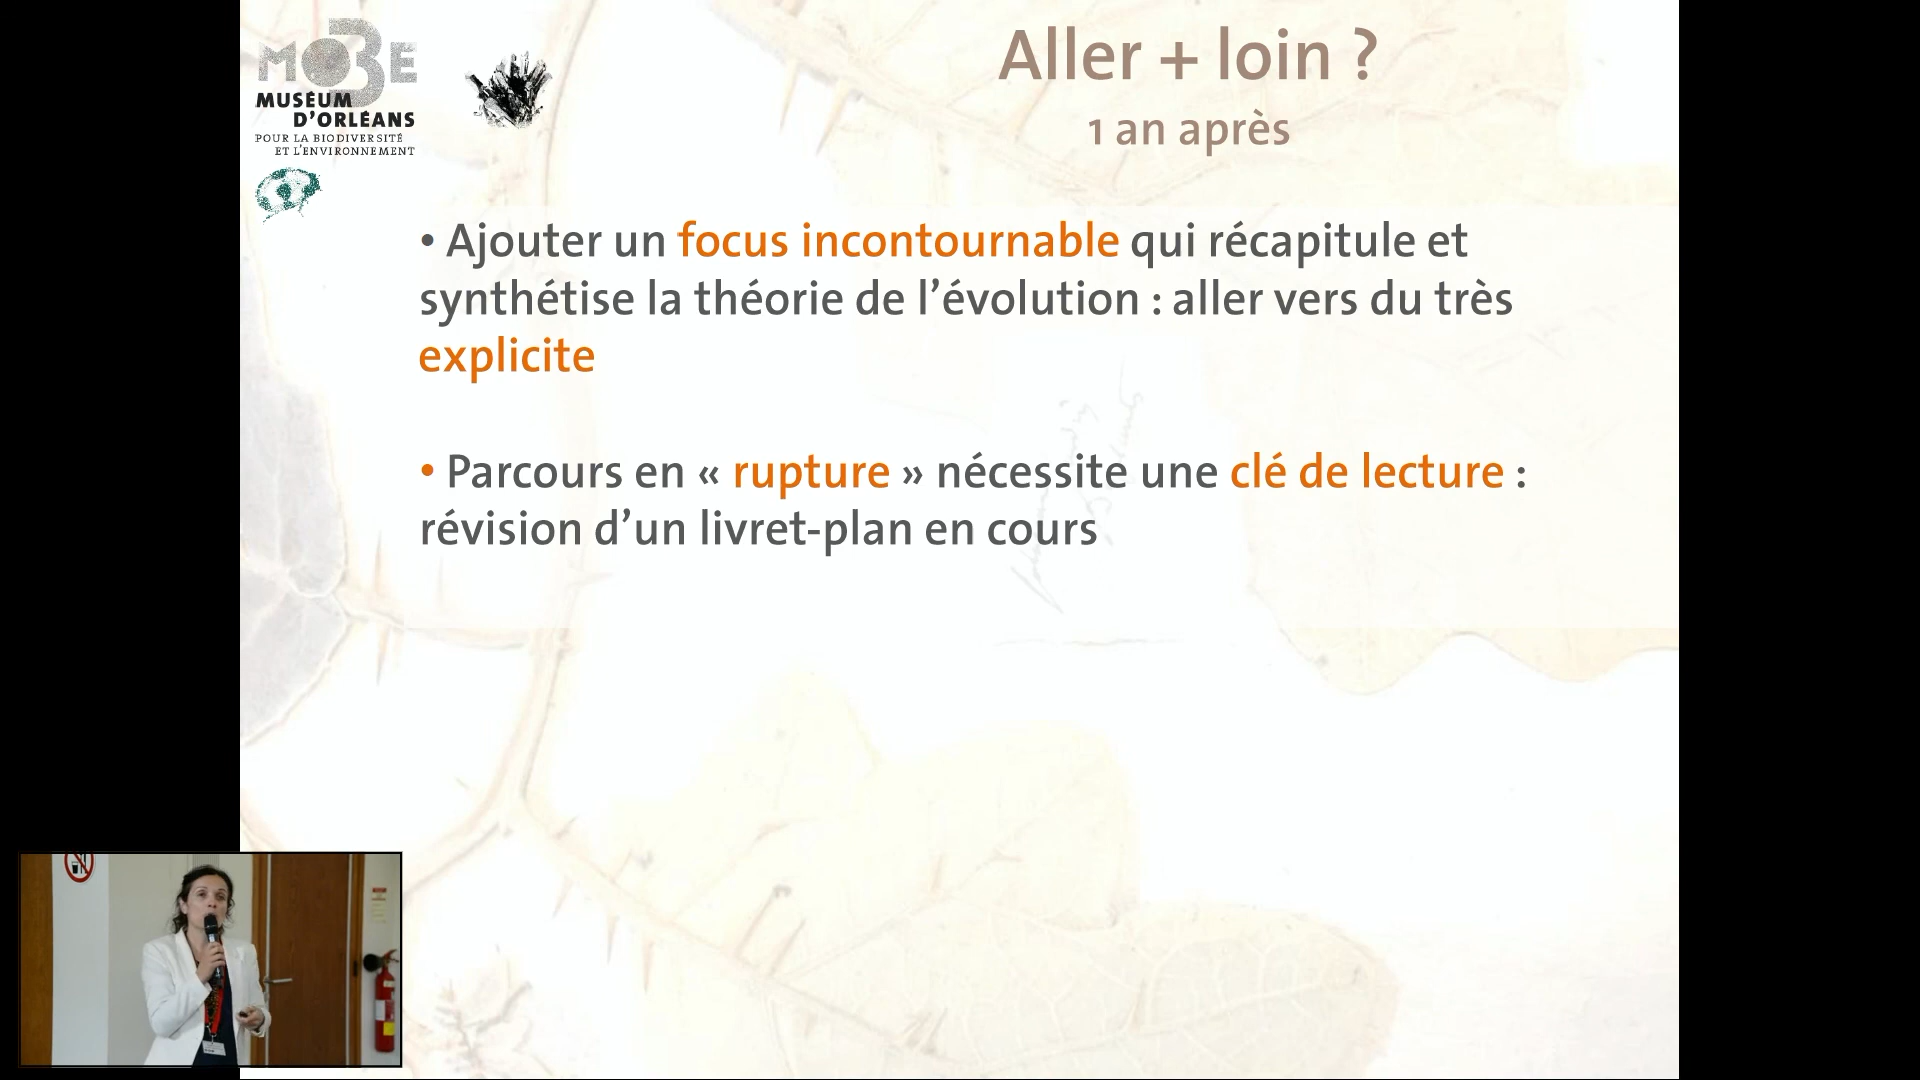 MOBE
MUSÉUM
D'ORLÉANS
POUR LA BIODIVERSITÉ
ET L'ENVIRONNEMENT
Aller + loin ?
1 an après
• Ajouter un focus incontournable qui récapitule et
synthétise la théorie de l’évolution : aller vers du très
explicite
• Parcours en « rupture » nécessite une clé de lecture :
révision d’un livret-plan en cours